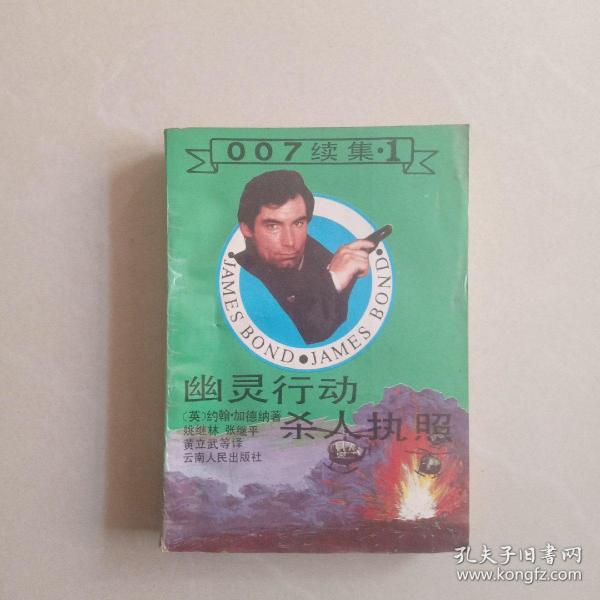 007续集·1
JAMES BOND●JAMES BOND●
幽灵行动
〔英〕约翰·加德纳著
杀人执照
姚继林 张继平
黄立武等译
云南人民出版社
孔夫子旧书网
www.kongfz.com